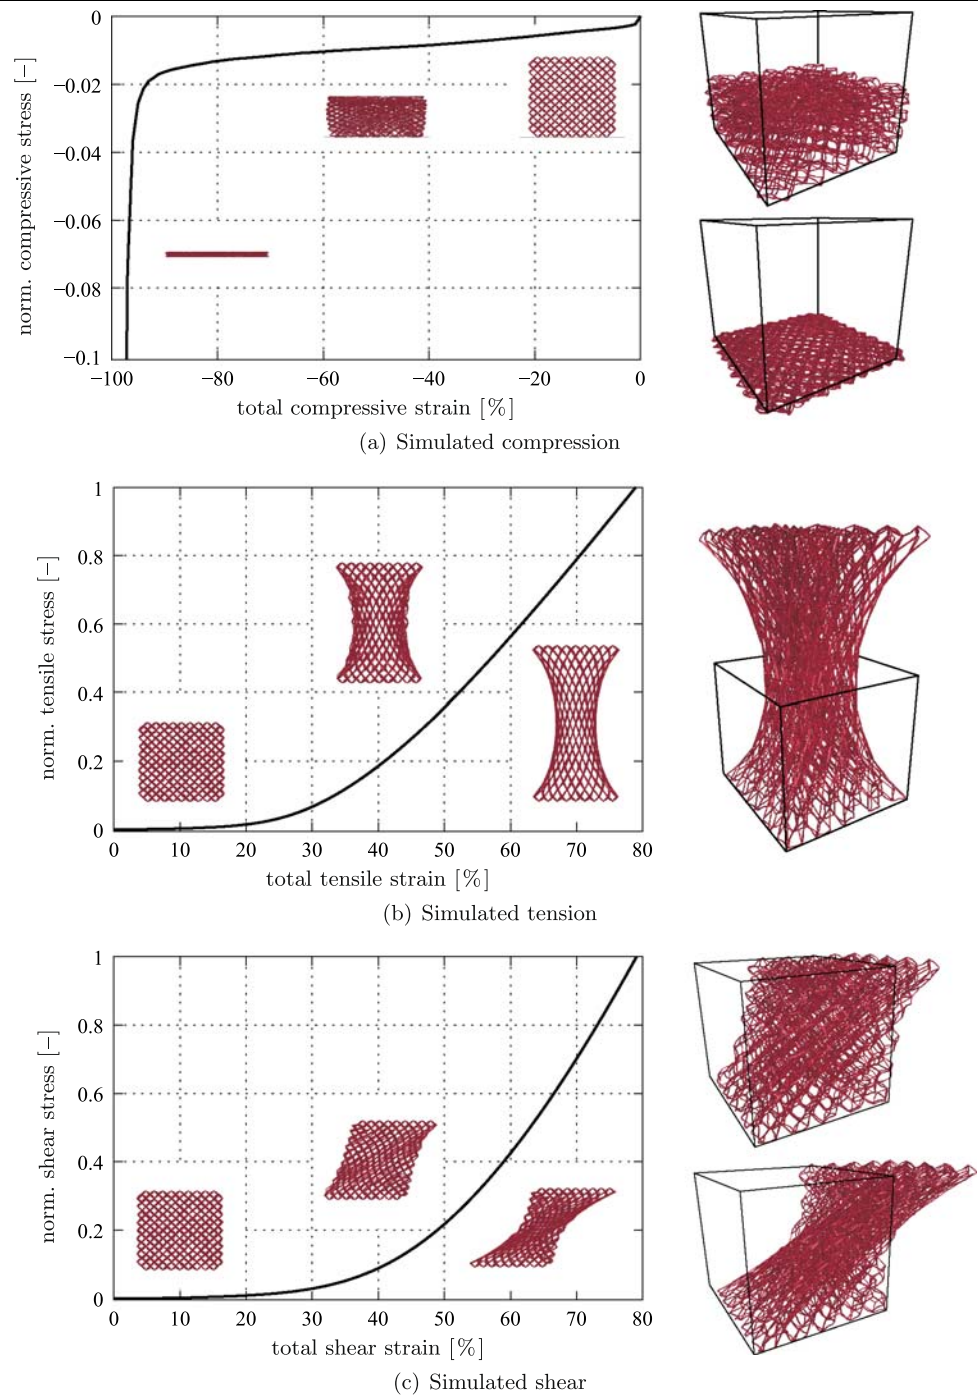 0
−0.02
−0.04
−0.06
−0.08
−0.1
norm. compressive stress [−]
−100 −80 −60 −40 −20 0
total compressive strain [%]
(a) Simulated compression
1
0.8
0.6
0.4
0.2
0
norm. tensile stress [−]
0 10 20 30 40 50 60 70 80
total tensile strain [%]
(b) Simulated tension
1
0.8
0.6
0.4
0.2
0
norm. shear stress [−]
0 10 20 30 40 50 60 70 80
total shear strain [%]
(c) Simulated shear